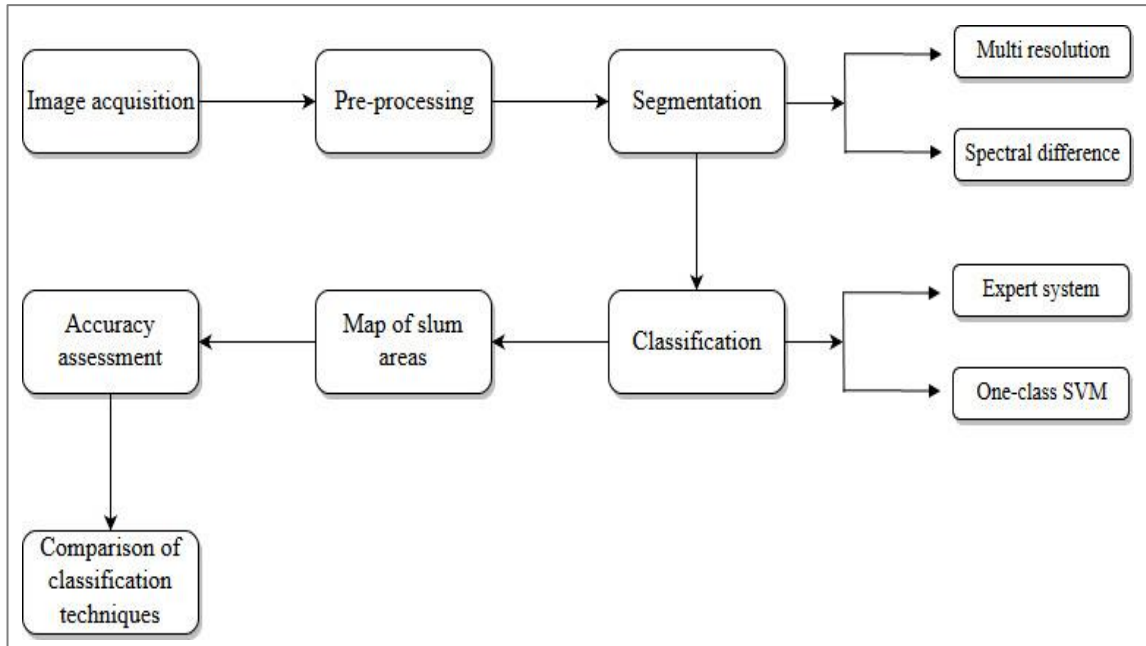 Image acquisition
Pre-processing
Segmentation
Multi resolution
Spectral difference
Classification
Expert system
One-class SVM
Map of slum
areas
Accuracy
assessment
Comparison of
classification
techniques